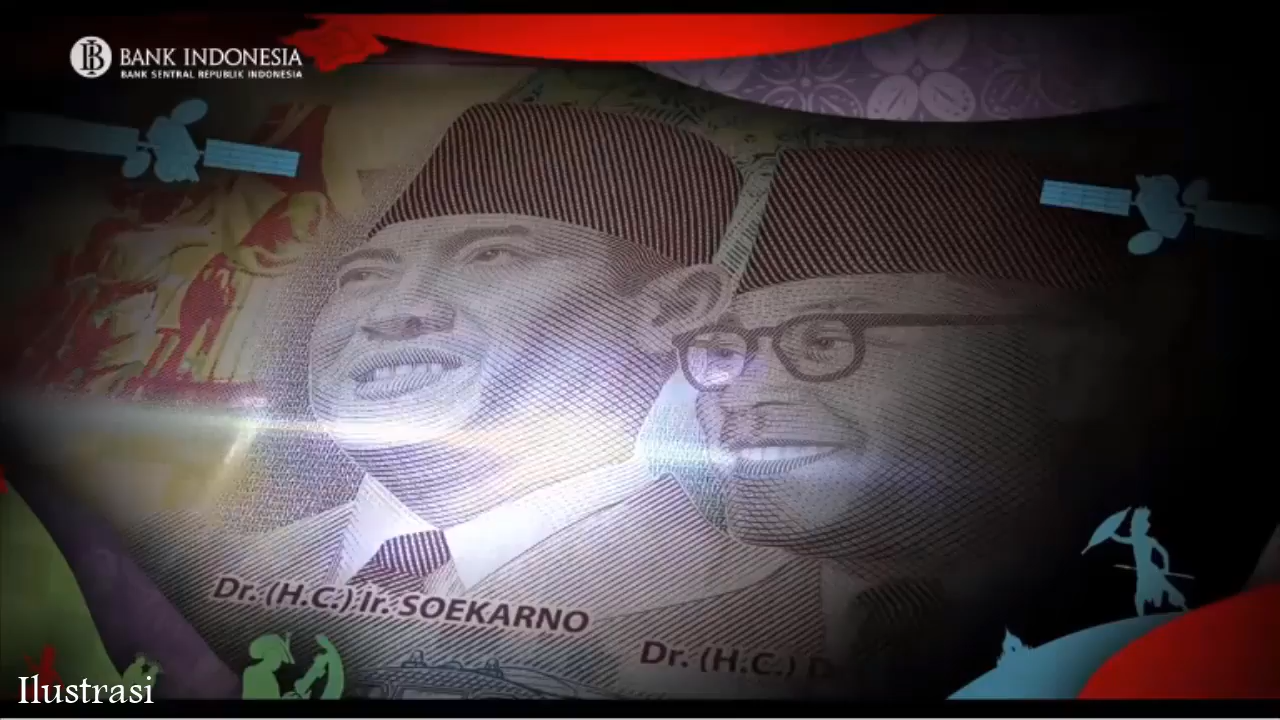 BANK INDONESIA
BANK SENTRAL REPUBLIK INDONESIA
Dr. (H.C.) Ir. SOEKARNO
Dr. (H.C.) D
Ilustrasi